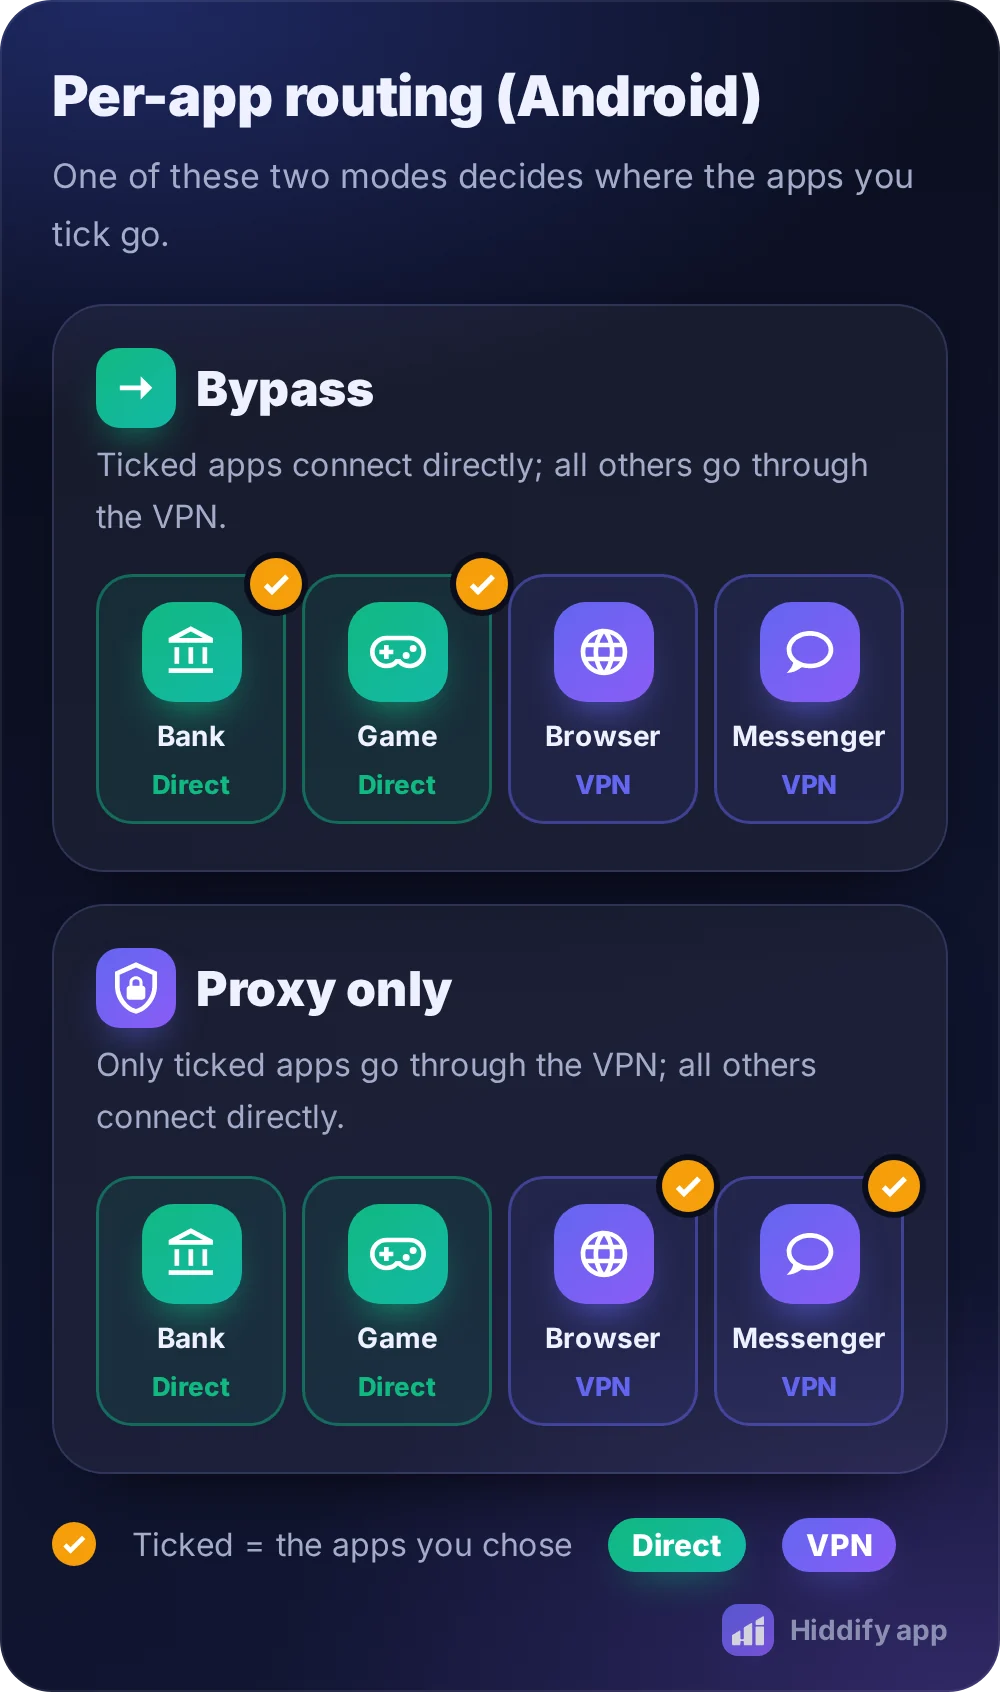 Per-app routing (Android)
One of these two modes decides where the apps you
tick go.
Bypass
Ticked apps connect directly; all others go through
the VPN.
Bank
Game
Browser
Messenger
Direct
Direct
VPN
VPN
Proxy only
Only ticked apps go through the VPN; all others
connect directly.
Bank
Game
Browser
Messenger
Direct
Direct
VPN
VPN
Ticked = the apps you chose
Direct
VPN
Hiddify app